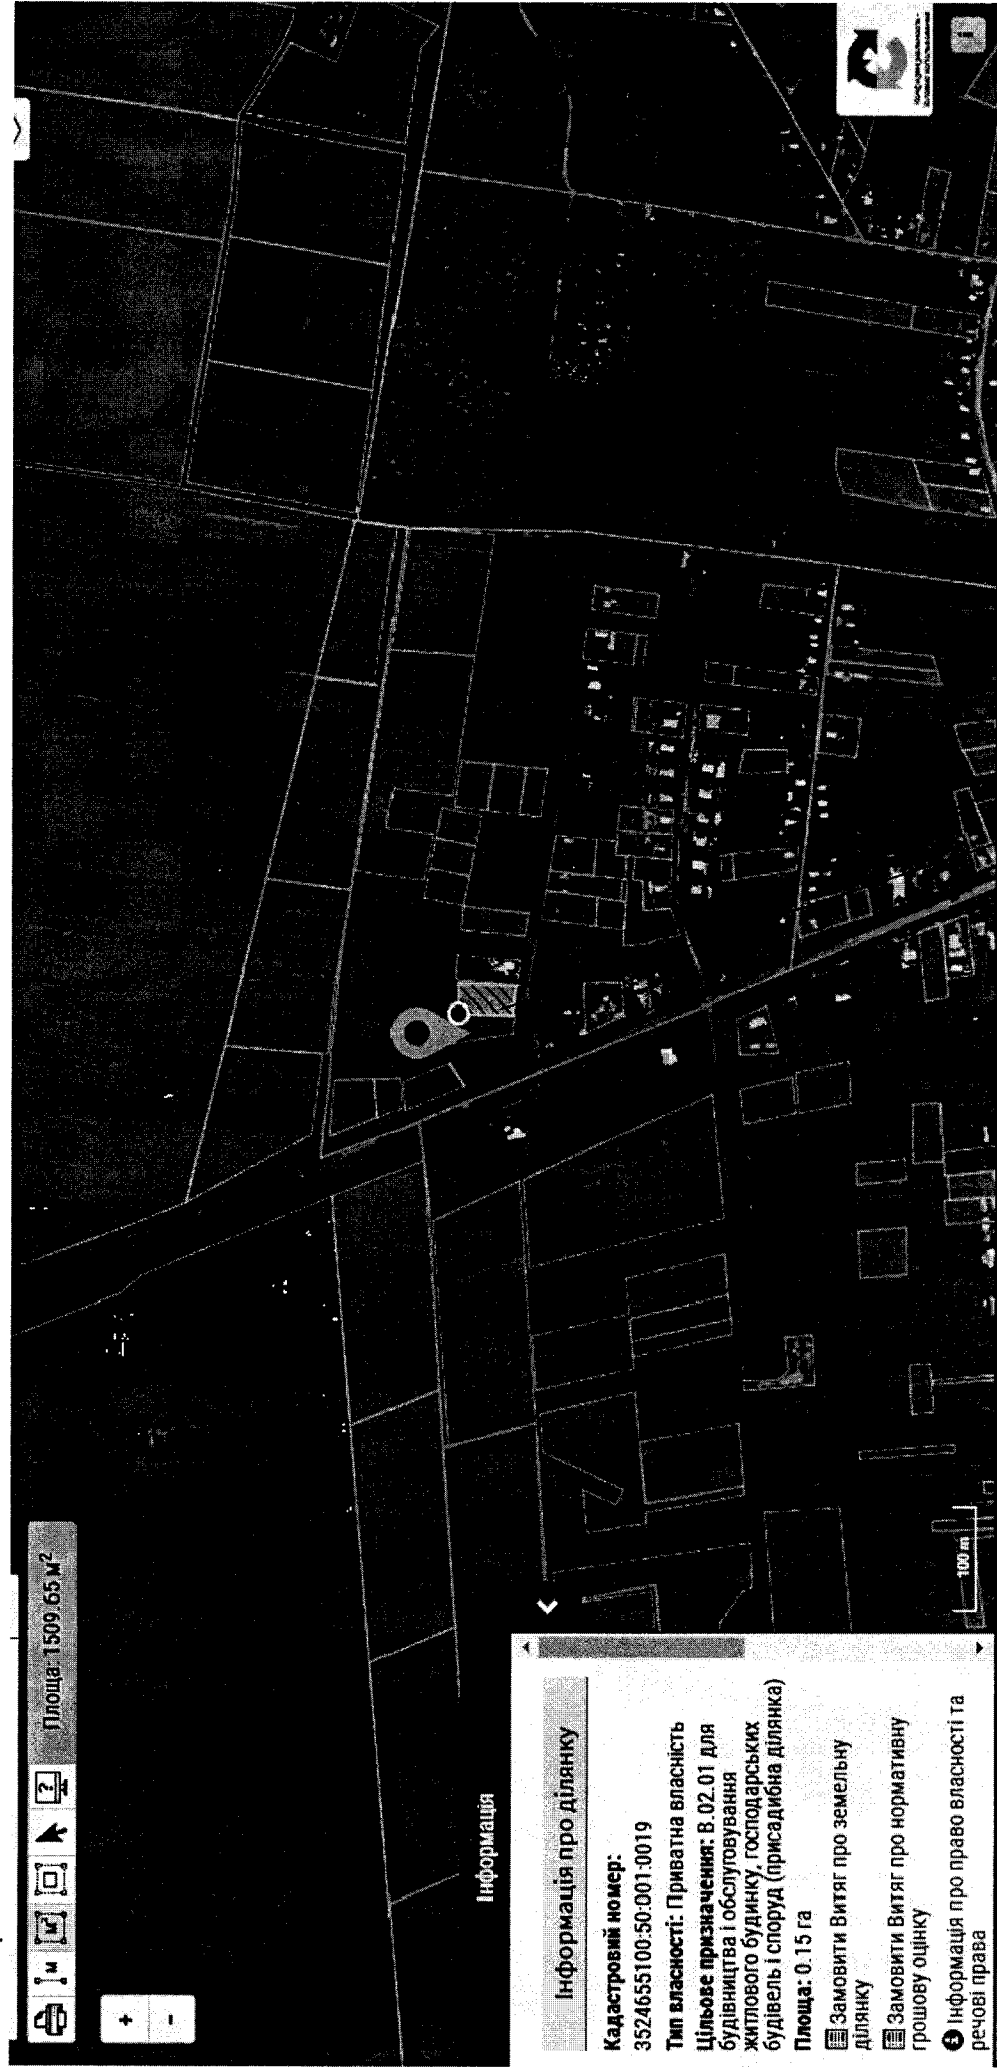 Площа: 1509.65 м²
М
М²
?
+
-
Інформація
Інформація про ділянку
Кадастровий номер:
3524655100:50:001:0019
Тип власності: Приватна власність
Цільове призначення: В.02.01 для
будівництва і обслуговування
житлового будинку, господарських
будівель і споруд (присадибна ділянка)
Площа: 0.15 га
Замовити Витяг про земельну
ділянку
Замовити Витяг про нормативну
грошову оцінку
Інформація про право власності та
речові права
100 m